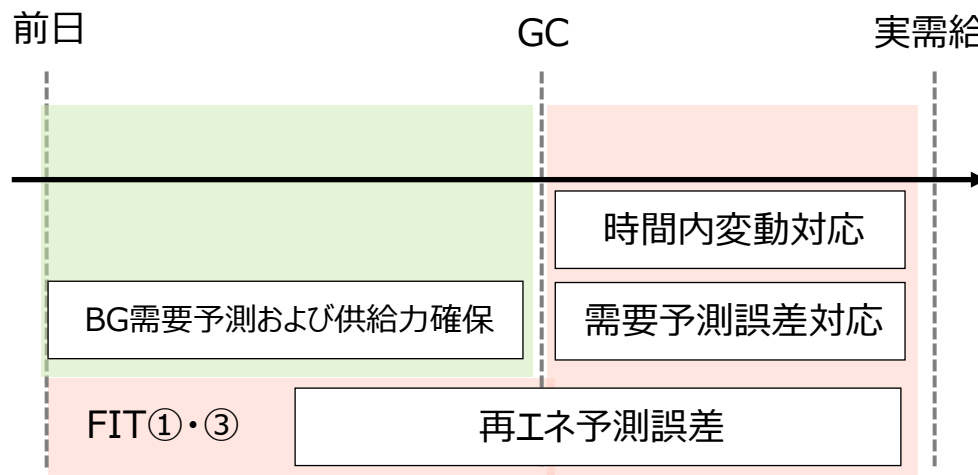 前日
GC
実需給
時間内変動対応
BG需要予測および供給力確保
需要予測誤差対応
FIT①・③
再エネ予測誤差